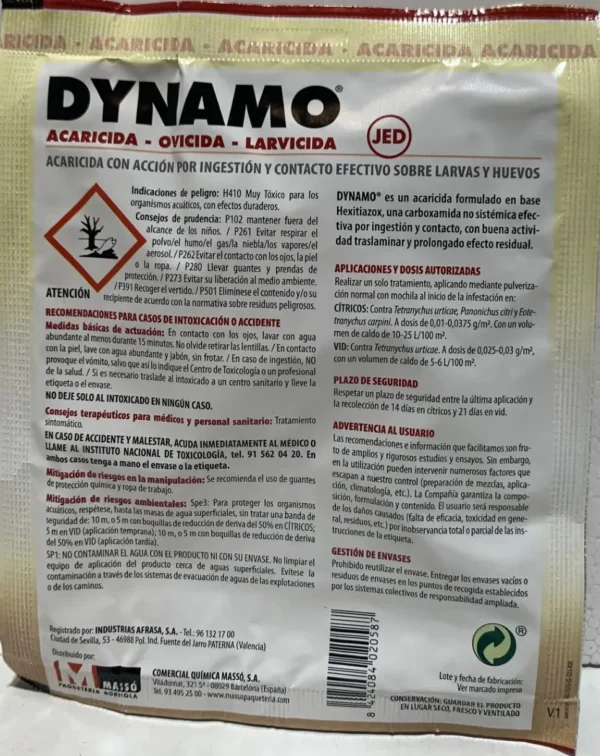 RICIDA - ACARICIDA - ACARICIDA - ACARICIDA ACARICIDA
DYNAMO®
ACARICIDA - OVICIDA - LARVICIDA
JED
ACARICIDA CON ACCIÓN POR INGESTIÓN Y CONTACTO EFECTIVO SOBRE LARVAS Y HUEVOS
Indicaciones de peligro: H410 Muy Tóxico para los
organismos acuíticos, con efectos duraderos.
Consejos de prudencia: P102 mantener fuera del
alcance de los niños. / P261 Evitar respirar el
polvo/el humo/el gas/la niebla/los vapores/el
aerosol. / P262 Evitar el contacto con los ojos, la piel
o la ropa. / P280 Llevar guantes y prendas de
protección. / P273 Evitar su liberación al medio ambiente.
/ P391 Recoger el vertido. / P501 Elimínese el contenido y/o su
recipiente de acuerdo con la normativa sobre residuos peligrosos.
ATENCIÓN
RECOMENDACIONES PARA CASOS DE INTOXICACIÓN O ACCIDENTE
Medidas básicas de actuación: En contacto con los ojos, lavar con agua
abundante al menos durante 15 minutos. No olvide retirar las lentillas. / En contacto
con la piel, lave con agua abundante y jabón, sin frotar. / En caso de ingestión, NO
provoque el vómito, salvo que así lo indique el Centro de Toxicología o un profesional
de la salud. / Si es necesario traslade al intoxicado a un centro sanitario y lleve la
etiqueta o el envase.
NO DEJE SOLO AL INTOXICADO EN NINGÚN CASO.
Consejos terapéuticos para médicos y personal sanitario: Tratamiento
sintomático.
EN CASO DE ACCIDENTE Y MALESTAR, ACUDA INMEDIATAMENTE AL MÉDICO O
LLAME AL INSTITUTO NACIONAL DE TOXICOLOGÍA, tel. 91 562 04 20. En
ambos casos tenga a mano el envase o la etiqueta.
Mitigación de riesgos en la manipulación: Se recomienda el uso de guantes
de protección química y ropa de trabajo.
Mitigación de riesgos ambientales: Spe3: Para proteger los organismos
acuáticos, respétese, hasta las masas de agua superficiales, sin tratar una banda de
seguridad de: 10 m, o 5 m con boquillas de reducción de deriva del 50% en CÍTRICOS;
5 m en VID (aplicación temprana); 10 m, o 5 m con boquillas de reducción de deriva
del 50% en VID (aplicación tardía).
SP1: NO CONTAMINAR EL AGUA CON EL PRODUCTO NI CON SU ENVASE. No limpiar el
equipo de aplicación del producto cerca de aguas superficiales. Evítese la
contaminación a través de los sistemas de evacuación de aguas de las explotaciones
o de los caminos.
Registrado por: INDUSTRIAS AFRASA, S.A. - Tel.: 96 132 17 00
Ciudad de Sevilla, 53 - 46988 Pol. Ind. Fuente del Jarro PATERNA (Valencia)
Distribuido por:
MASSÓ
PAQUETERIA AGRICOLA
COMERCIAL QUÍMICA MASSÓ, S.A.
Viladomat, 321 5º - 08029 Barcelona (España)
Tel. 93 495 25 00 - www.massopaqueteria.com
DYNAMO® es un acaricida formulado en base
Hexitiazox, una carboxamida no sistémica efec-
tiva por ingestión y contacto, con buena activi-
dad traslaminar y prolongado efecto residual.
APLICACIONES Y DOSIS AUTORIZADAS
Realizar un solo tratamiento, aplicando mediante pulveriza-
ción normal con mochila al inicio de la infestación en:
CÍTRICOS: Contra Tetranychus urticae, Panonichus citri y Eote-
tranychus carpini. A dosis de 0,01-0,0375 g/m². Con un volu-
men de caldo de 10-25 L/100 m².
VID: Contra Tetranychus urticae. A dosis de 0,025-0,03 g/m²,
con un volumen de caldo de 5-6 L/100 m².
PLAZO DE SEGURIDAD
Respetar un plazo de seguridad entre la última aplicación y
la recolección de 14 días en cítricos y 21 días en vid.
ADVERTENCIA AL USUARIO
Las recomendaciones e información que facilitamos son fru-
to de amplios y rigurosos estudios y ensayos. Sin embargo,
en la utilización pueden intervenir numerosos factores que
escapan a nuestro control (preparación de mezclas, aplica-
ción, climatología, etc.). La Compañía garantiza la compo-
sición, formulación y contenido. El usuario será responsable
de los daños causados (falta de eficacia, toxicidad en gene-
ral, residuos, etc.) por inobservancia total o parcial de las ins-
trucciones de la etiqueta.
GESTIÓN DE ENVASES
Prohibido reutilizar el envase. Entregar los envases vacíos o
residuos de envases en los puntos de recogida establecidos
por los sistemas colectivos de responsabilidad ampliada.
8 424084 020587
®
Lote y fecha de fabricación:
Ver marcado impreso
CONSERVACIÓN: GUARDAR EL PRODUCTO
EN LUGAR SECO, FRESCO Y VENTILADO
V.1